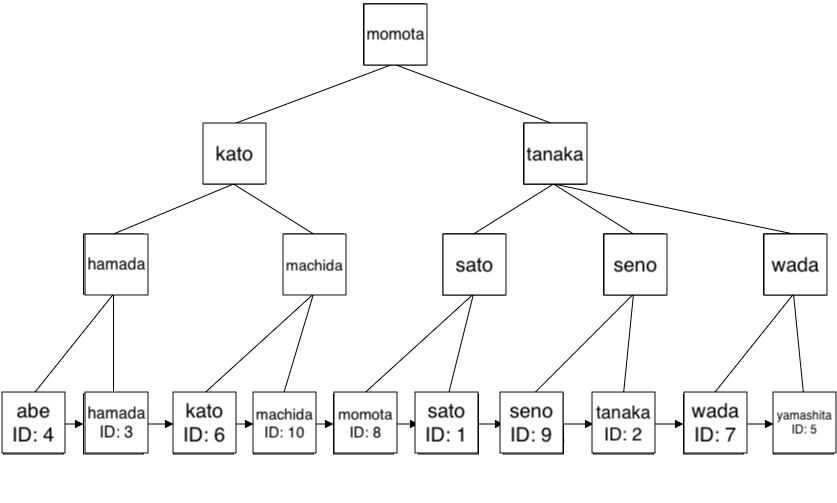 momota
kato
tanaka
hamada
machida
sato
seno
wada
abe
ID: 4
hamada
ID: 3
kato
ID: 6
machida
ID: 10
momota
ID: 8
sato
ID: 1
seno
ID: 9
tanaka
ID: 2
wada
ID: 7
yamashita
ID: 5